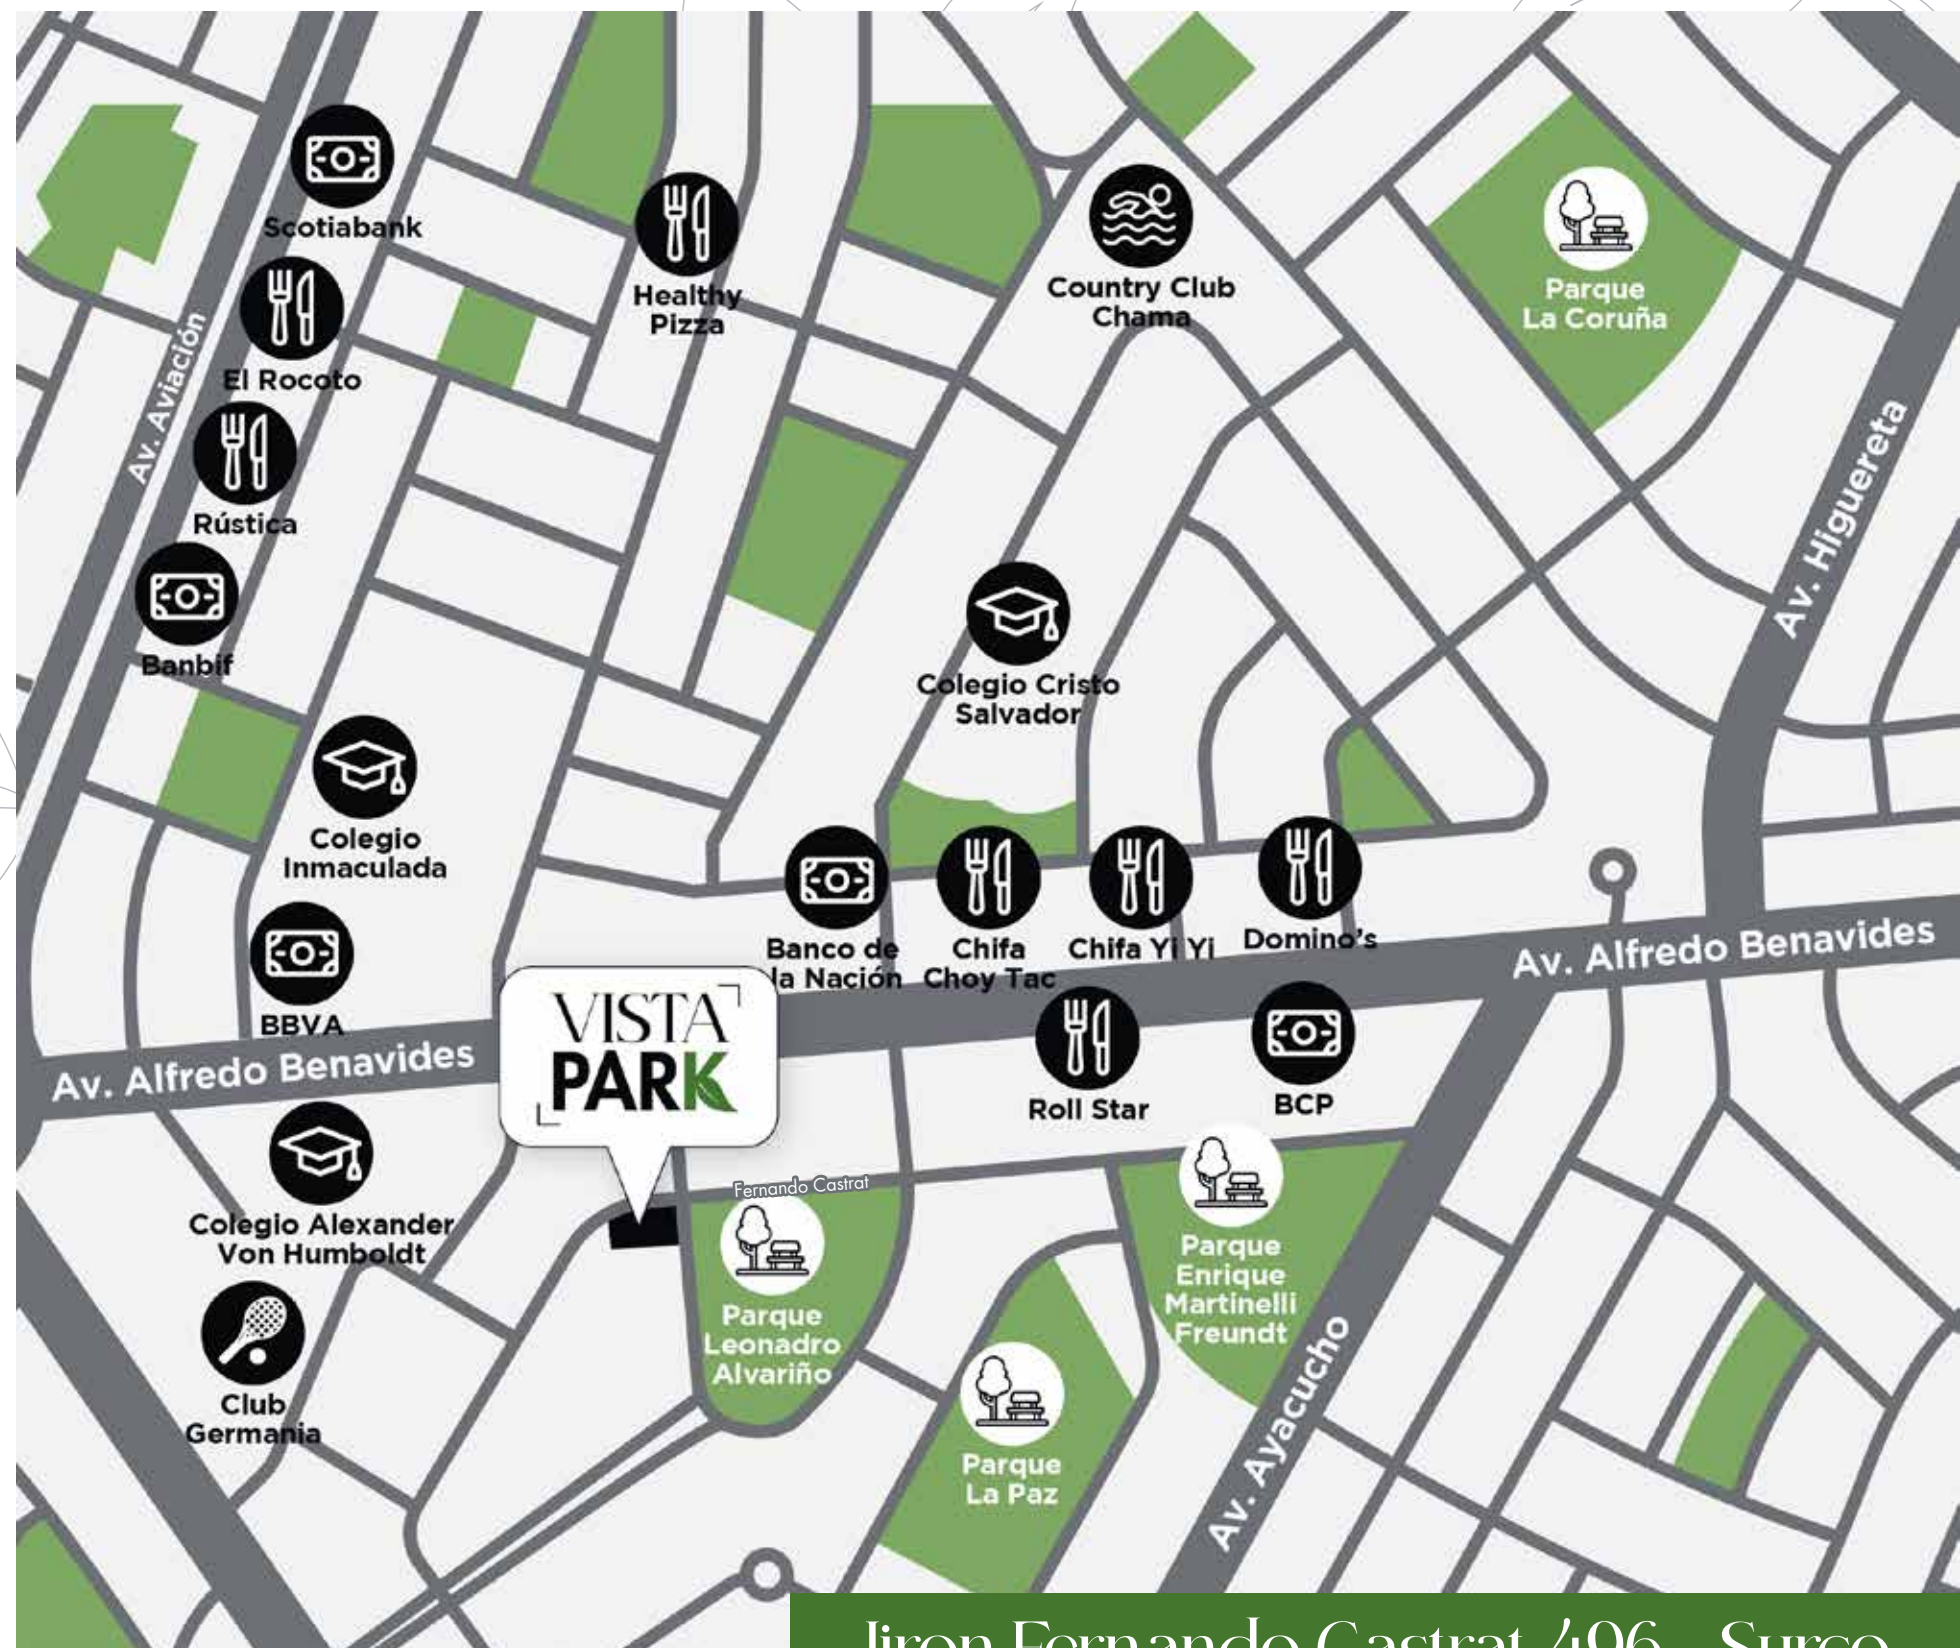 Scotiabank
Healthy
Pizza
Country Club
Chama
Parque
La Coruña
Av. Aviación
El Rocoto
Rústica
Av. Higuereta
Banbif
Colegio Cristo
Salvador
Colegio
Inmaculada
Banco de
la Nación
Chifa
Choy Tac
Chifa Yi Yi
Domino's
Av. Alfredo Benavides
BBVA
Av. Alfredo Benavides
VISTA
PARK
Roll Star
BCP
Fernando Castrat
Colegio Alexander
Von Humboldt
Parque
Leonadro
Alvariño
Parque
Enrique
Martinelli
Freundt
Club
Germania
Av. Ayacucho
Parque
La Paz
Jiron Fernando Castrat 496 - Surco